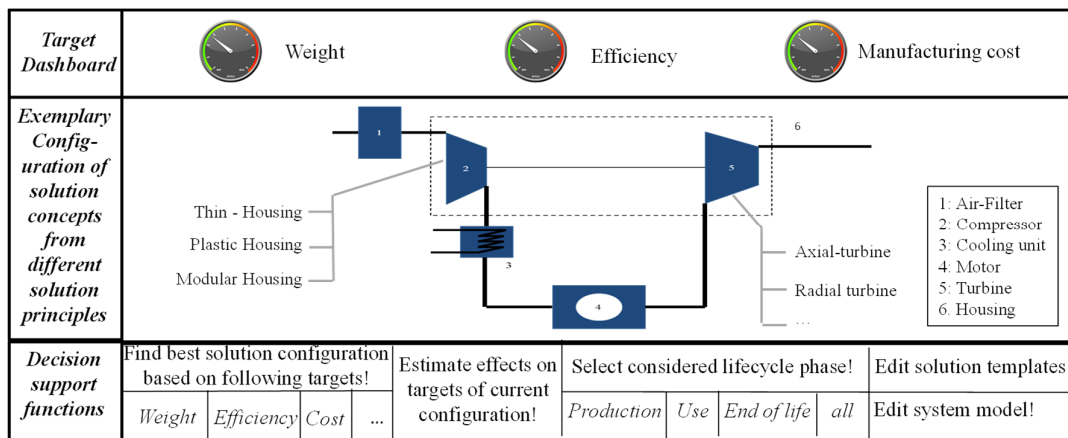 Target
Dashboard
Weight
Efficiency
Manufacturing cost
Exemplary
Config-
uration of
solution
concepts
from
different
solution
principles
1
2
3
4
5
6
Thin - Housing
Plastic Housing
Modular Housing
Axial-turbine
Radial turbine
...
1: Air-Filter
2: Compressor
3: Cooling unit
4: Motor
5: Turbine
6. Housing
Decision
support
functions
Find best solution configuration
based on following targets!
Weight Efficiency Cost ...
Estimate effects on
targets of current
configuration!
Select considered lifecycle phase!
Production Use End of life all
Edit solution templates
Edit system model!